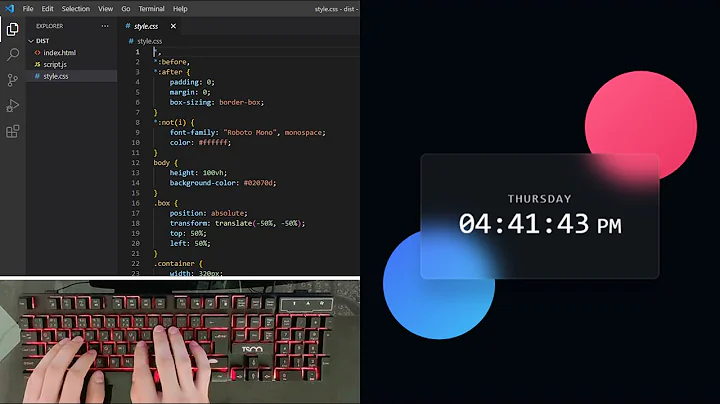 File Edit Selection View Go Terminal Help
style.css - dist -
EXPLORER ···
style.css ×
DIST
index.html
JS script.js
# style.css
# style.css
1 *,
2 *:before,
3 *:after {
4 padding: 0;
5 margin: 0;
6 box-sizing: border-box;
7 }
8 *:not(i) {
9 font-family: "Roboto Mono", monospace;
10 color: #ffffff;
11 }
12 body {
13 height: 100vh;
14 background-color: #02070d;
15 }
16 .box {
17 position: absolute;
18 transform: translate(-50%, -50%);
19 top: 50%;
20 left: 50%;
21 }
22 .container {
23 width: 320px;
THURSDAY
04:41:43 PM
TSCO